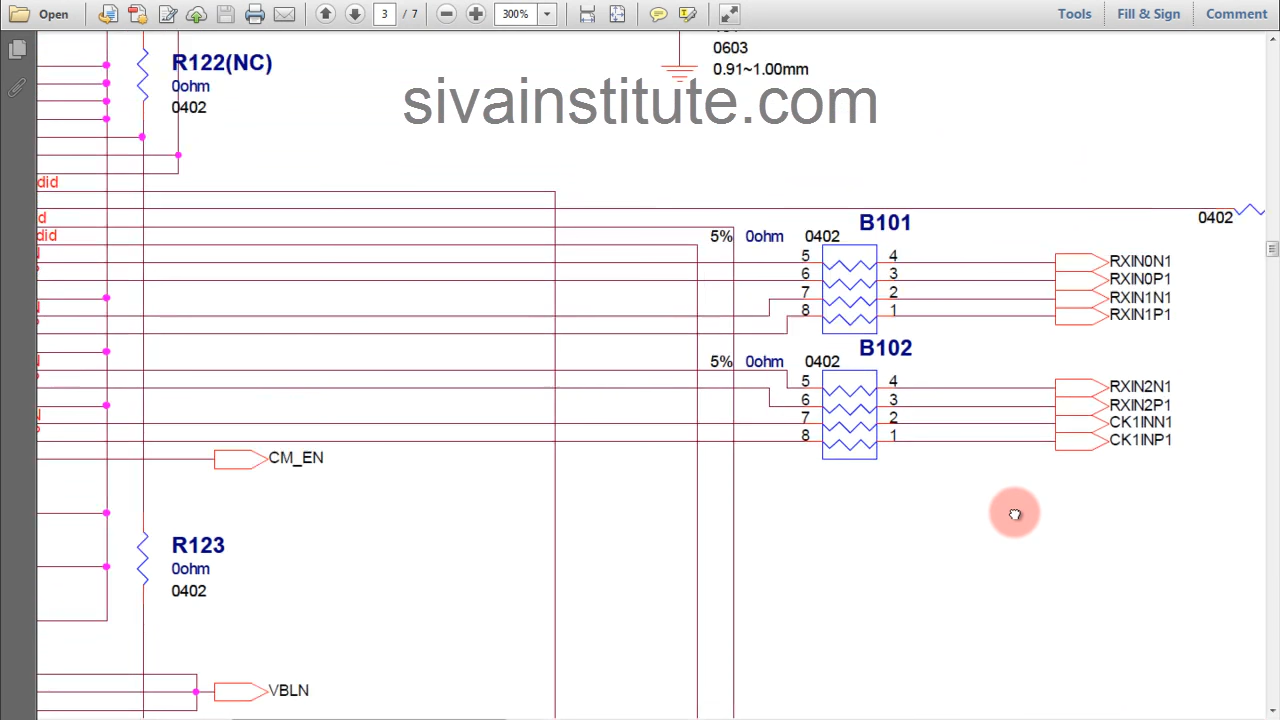 Open 3 / 7 300% Tools Fill & Sign Comment
R122(NC)
0ohm
0402
0603
0.91~1.00mm
sivainstitute.com
did
d
did
0402
B101
5% 0ohm 0402
5 4 RXIN0N1
6 3 RXIN0P1
7 2 RXIN1N1
8 1 RXIN1P1
B102
5% 0ohm 0402
5 4 RXIN2N1
6 3 RXIN2P1
7 2 CK1INN1
8 1 CK1INP1
CM_EN
R123
0ohm
0402
VBLN